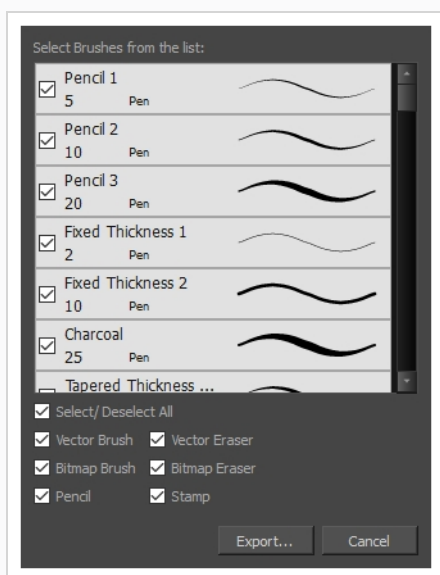 Select Brushes from the list:
Pencil 1
5 Pen
Pencil 2
10 Pen
Pencil 3
20 Pen
Fixed Thickness 1
2 Pen
Fixed Thickness 2
10 Pen
Charcoal
25 Pen
Tapered Thickness ...
Select/Deselect All
Vector Brush Vector Eraser
Bitmap Brush Bitmap Eraser
Pencil Stamp
Export... Cancel